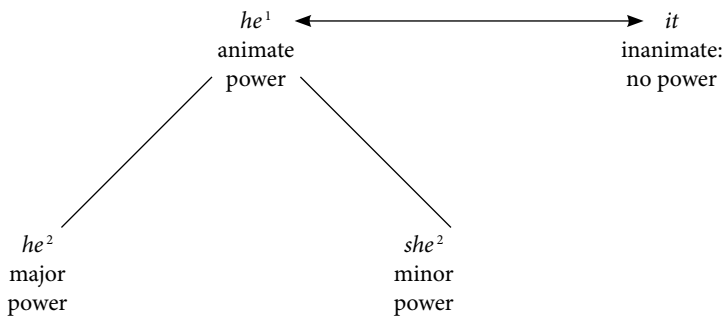 he¹ it
animate inanimate:
power no power
he² she²
major minor
power power